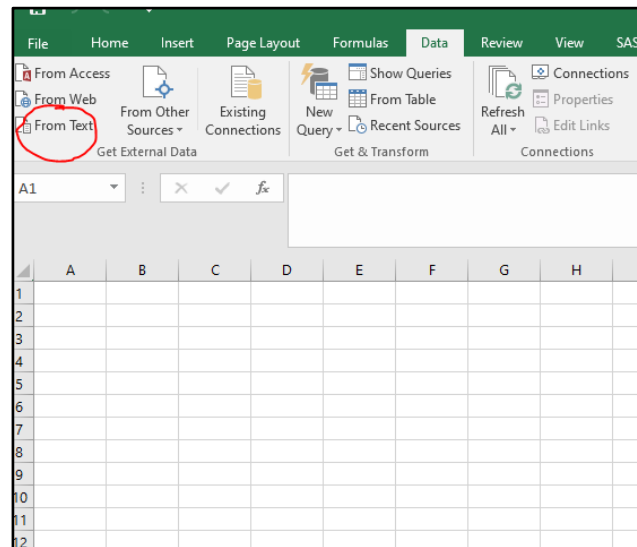 File Home Insert Page Layout Formulas Data Review View SAS
From Access
From Web
From Text
From Other
Sources
Existing
Connections
Get External Data
New
Query
Show Queries
From Table
Recent Sources
Get & Transform
Refresh
All
Connections
Properties
Edit Links
Connections
A1
fx
A B C D E F G H
1
2
3
4
5
6
7
8
9
10
11
12